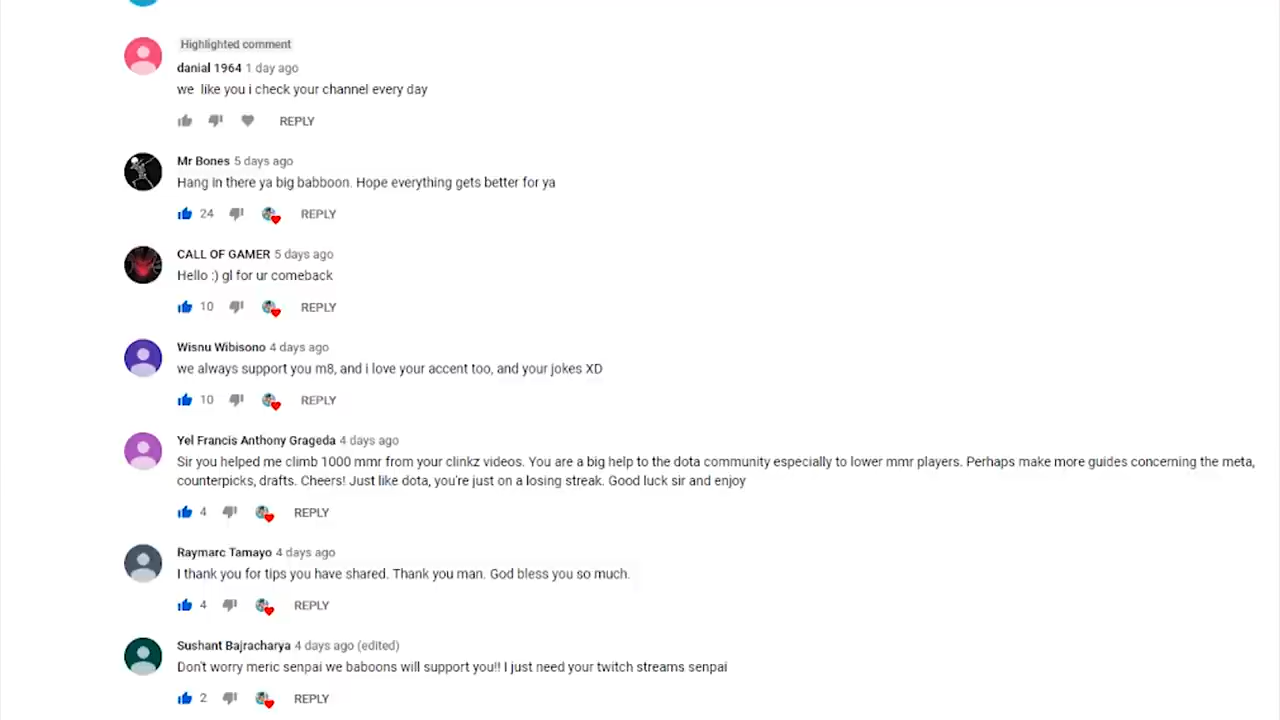 Highlighted comment
danial 1964 1 day ago
we like you i check your channel every day
REPLY
Mr Bones 5 days ago
Hang in there ya big babboon. Hope everything gets better for ya
24 REPLY
CALL OF GAMER 5 days ago
Hello :) gl for ur comeback
10 REPLY
Wisnu Wibisono 4 days ago
we always support you m8, and i love your accent too, and your jokes XD
10 REPLY
Yel Francis Anthony Grageda 4 days ago
Sir you helped me climb 1000 mmr from your clinkz videos. You are a big help to the dota community especially to lower mmr players. Perhaps make more guides concerning the meta,
counterpicks, drafts. Cheers! Just like dota, you're just on a losing streak. Good luck sir and enjoy
4 REPLY
Raymarc Tamayo 4 days ago
I thank you for tips you have shared. Thank you man. God bless you so much.
4 REPLY
Sushant Bajracharya 4 days ago (edited)
Don't worry meric senpai we baboons will support you!! I just need your twitch streams senpai
2 REPLY